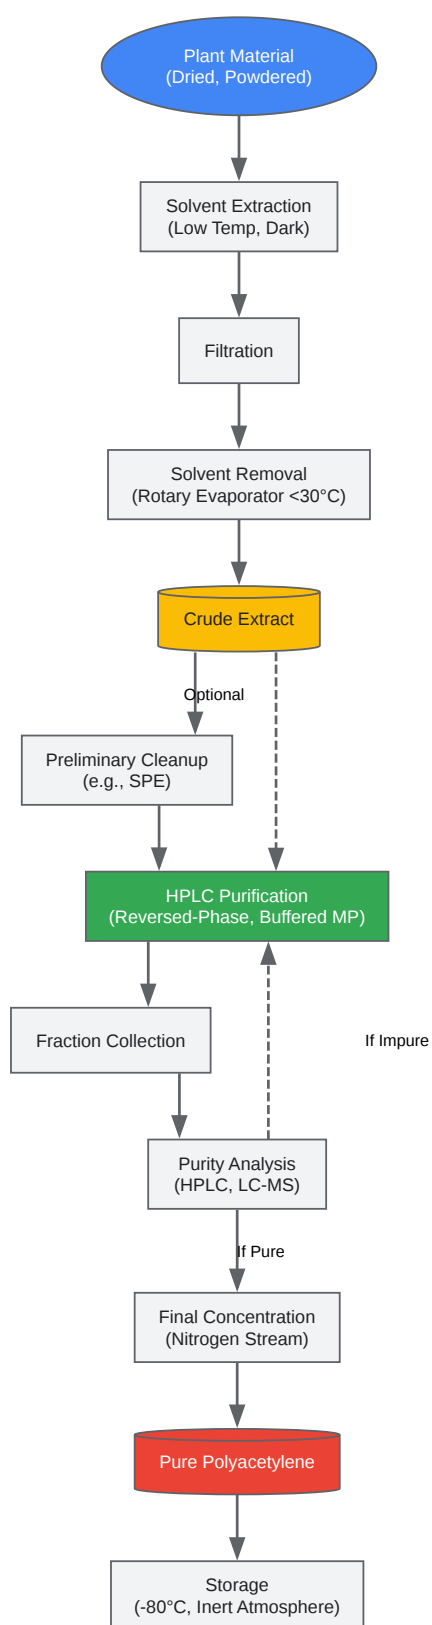 Plant Material
(Dried, Powdered)
Solvent Extraction
(Low Temp, Dark)
Filtration
Solvent Removal
(Rotary Evaporator <30°C)
Crude Extract
Optional
Preliminary Cleanup
(e.g., SPE)
HPLC Purification
(Reversed-Phase, Buffered MP)
Fraction Collection
If Impure
Purity Analysis
(HPLC, LC-MS)
If Pure
Final Concentration
(Nitrogen Stream)
Pure Polyacetylene
Storage
(-80°C, Inert Atmosphere)